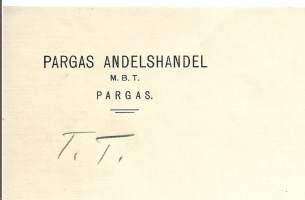 PARGAS ANDELSHANDEL
M. B. T.
PARGAS.
T. T.